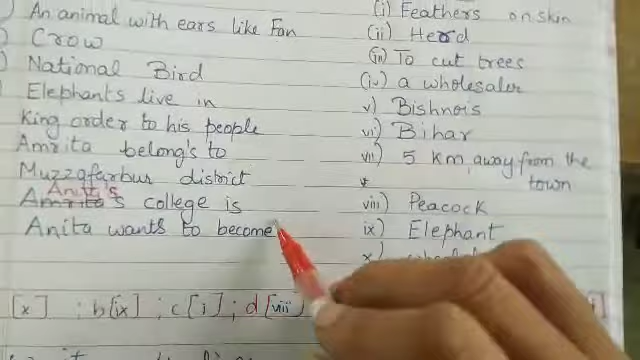 An animal with ears like Fan
Crow
National Bird
Elephants live in
King order to his people
Amrita belong's to
Muzzafarbur district
Anita's
Amrita's college is
Anita wants to become
(i) Feathers on skin
(ii) Herd
(iii) To cut trees
(iv) a wholesaler
v) Bishnois
vi) Bihar
vii) 5 km away from the
town
viii) Peacock
ix) Elephant
x)
[x] ; b[ix] ; c[i] ; d[viii]